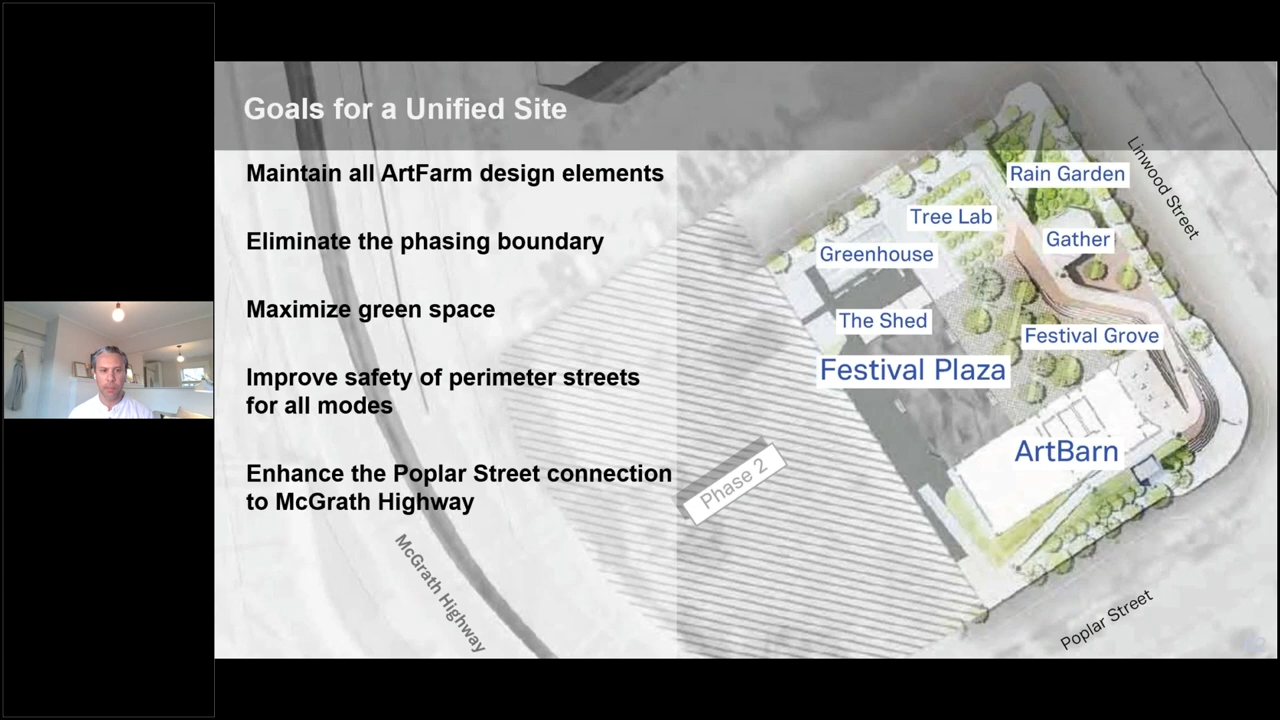 Goals for a Unified Site
Maintain all ArtFarm design elements
Eliminate the phasing boundary
Maximize green space
Improve safety of perimeter streets
for all modes
Enhance the Poplar Street connection
to McGrath Highway
Rain Garden
Linwood Street
Tree Lab
Gather
Greenhouse
The Shed
Festival Grove
Festival Plaza
ArtBarn
Phase 2
McGrath Highway
Poplar Street